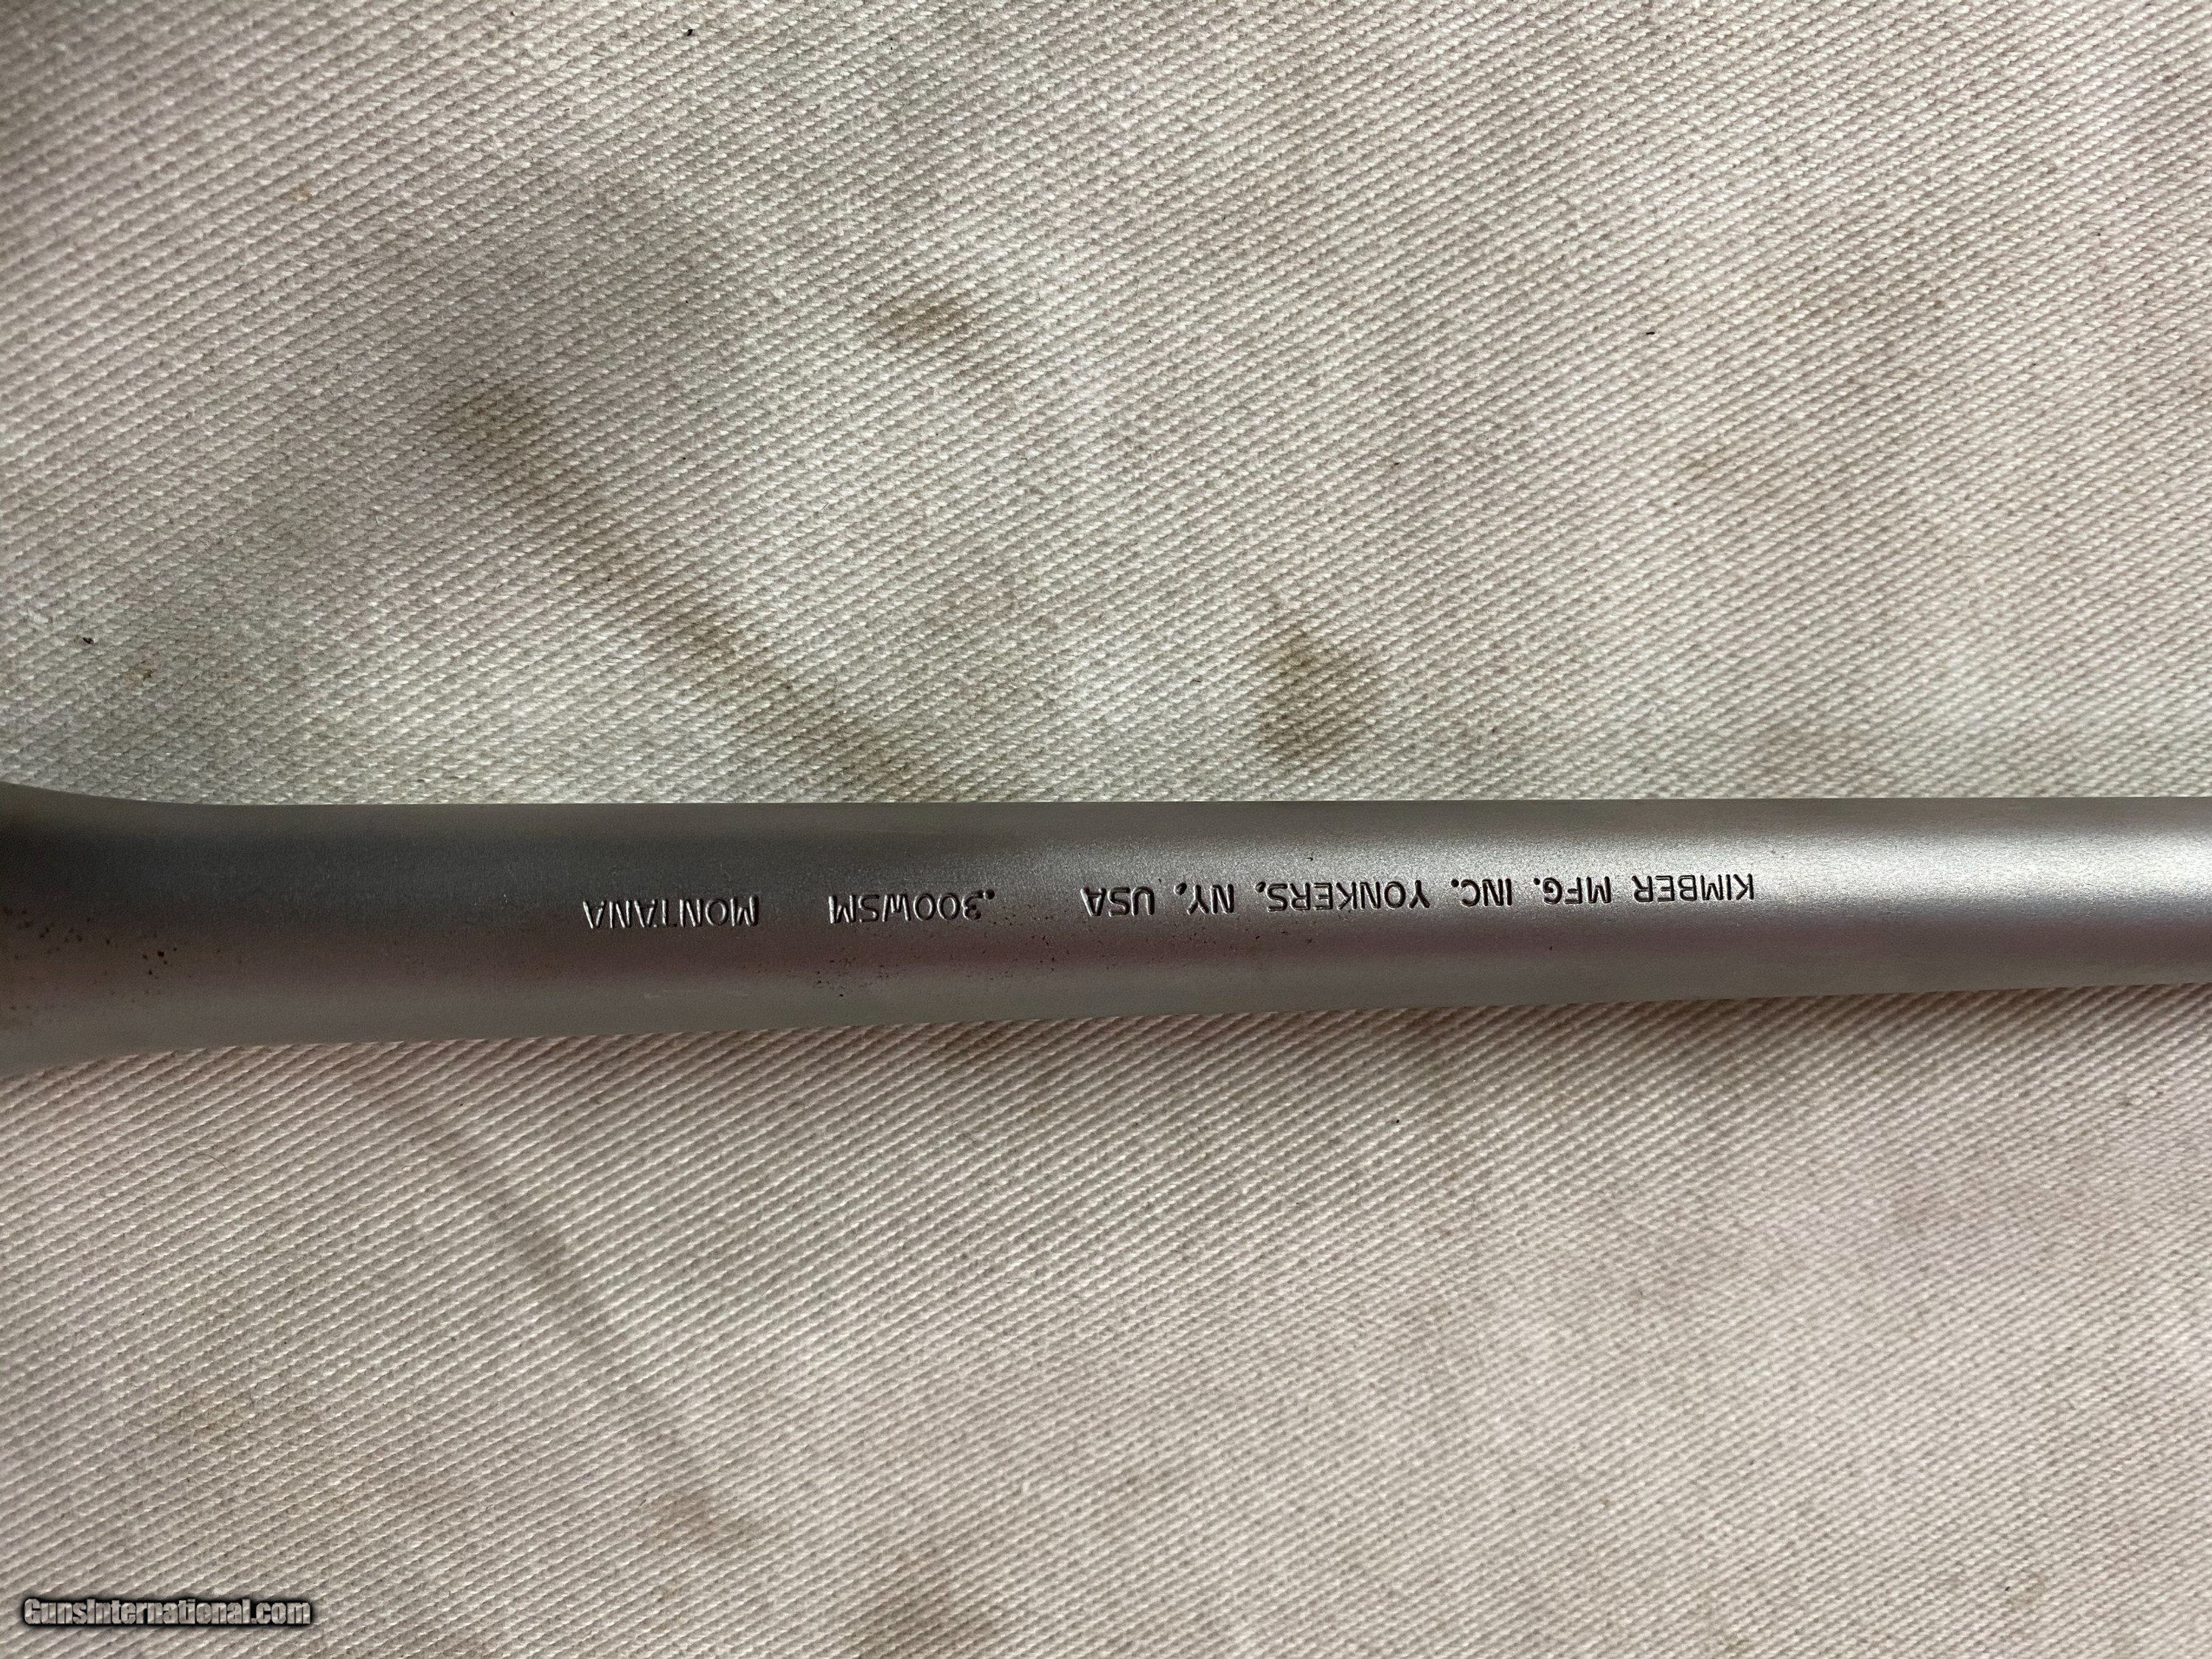 KIMBER MFG. INC. YONKERS, NY, USA .300WSM MONTANA
GunsInternational.com